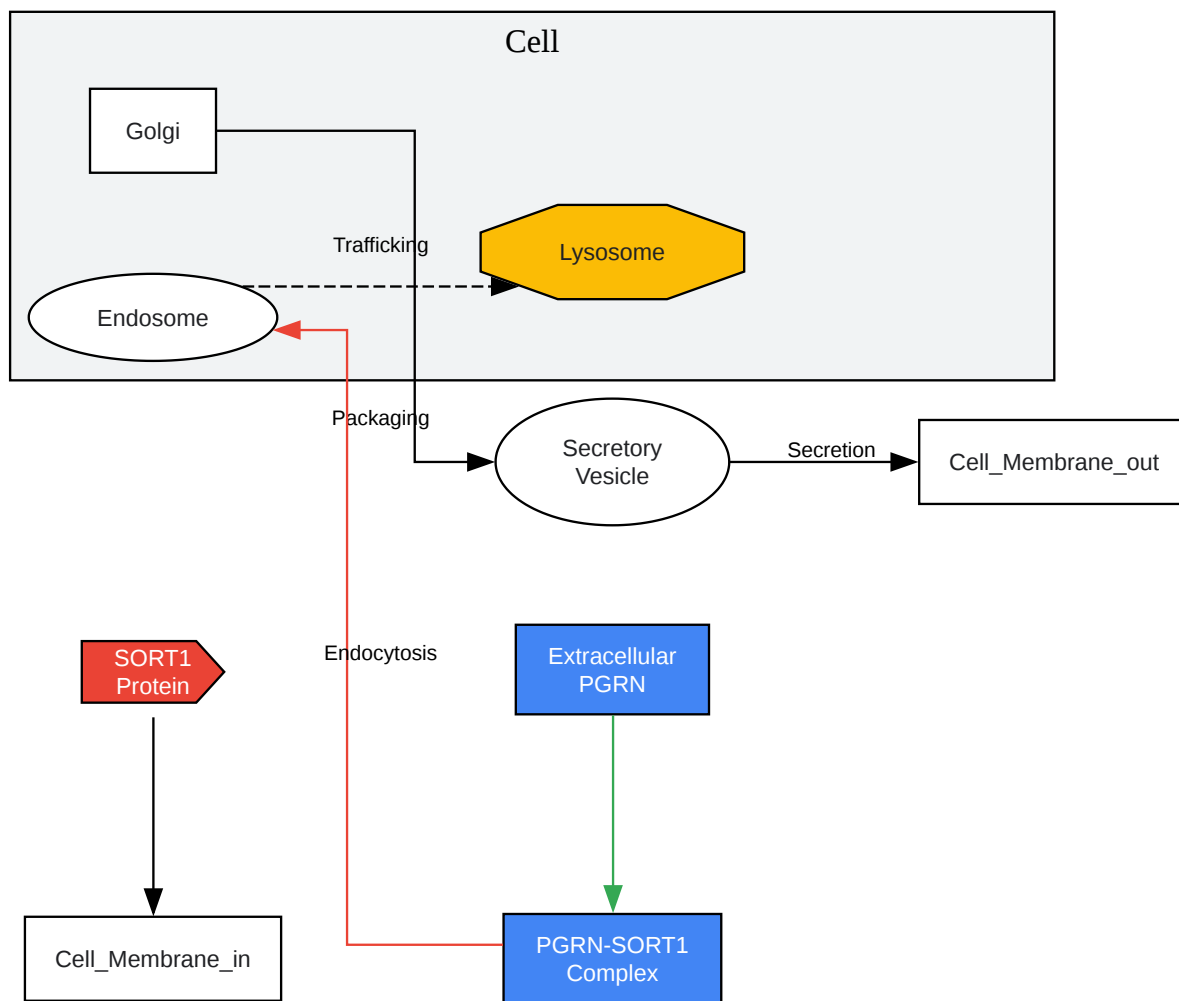 Cell
Golgi
Trafficking
Lysosome
Endosome
Packaging
Secretory
Vesicle
Secretion
Cell_Membrane_out
SORT1
Protein
Endocytosis
Extracellular
PGRN
Cell_Membrane_in
PGRN-SORT1
Complex